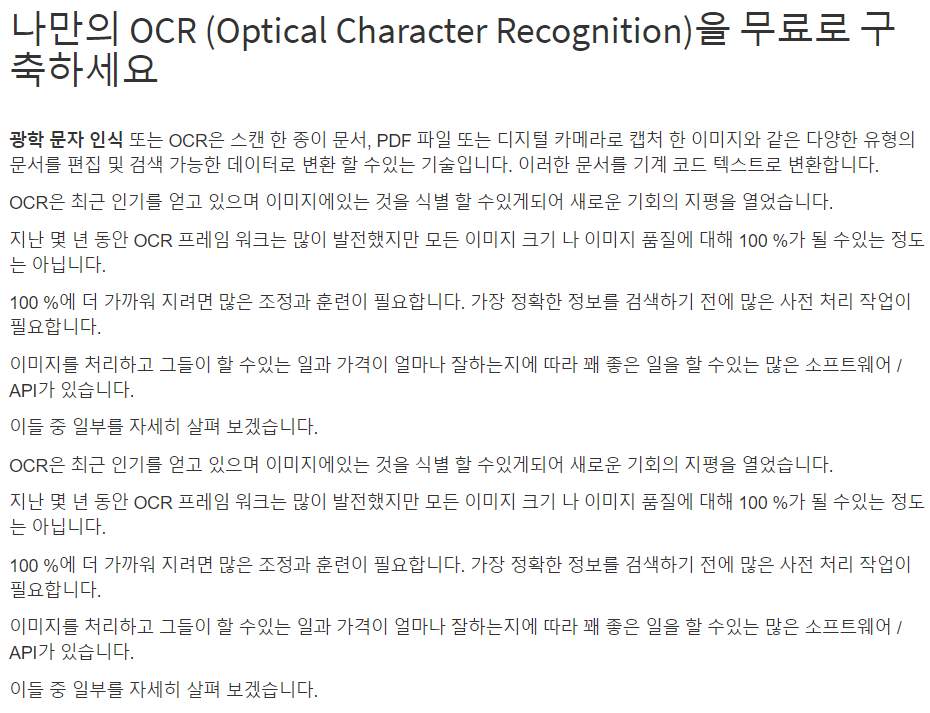 나만의 OCR (Optical Character Recognition)을 무료로 구
축하세요
광학 문자 인식 또는 OCR은 스캔 한 종이 문서, PDF 파일 또는 디지털 카메라로 캡처 한 이미지와 같은 다양한 유형의
문서를 편집 및 검색 가능한 데이터로 변환 할 수있는 기술입니다. 이러한 문서를 기계 코드 텍스트로 변환합니다.
OCR은 최근 인기를 얻고 있으며 이미지에있는 것을 식별 할 수있게되어 새로운 기회의 지평을 열었습니다.
지난 몇 년 동안 OCR 프레임 워크는 많이 발전했지만 모든 이미지 크기 나 이미지 품질에 대해 100 %가 될 수있는 정도
는 아닙니다.
100 %에 더 가까워 지려면 많은 조정과 훈련이 필요합니다. 가장 정확한 정보를 검색하기 전에 많은 사전 처리 작업이
필요합니다.
이미지를 처리하고 그들이 할 수있는 일과 가격이 얼마나 잘하는지에 따라 꽤 좋은 일을 할 수있는 많은 소프트웨어 /
API가 있습니다.
이들 중 일부를 자세히 살펴 보겠습니다.
OCR은 최근 인기를 얻고 있으며 이미지에있는 것을 식별 할 수있게되어 새로운 기회의 지평을 열었습니다.
지난 몇 년 동안 OCR 프레임 워크는 많이 발전했지만 모든 이미지 크기 나 이미지 품질에 대해 100 %가 될 수있는 정도
는 아닙니다.
100 %에 더 가까워 지려면 많은 조정과 훈련이 필요합니다. 가장 정확한 정보를 검색하기 전에 많은 사전 처리 작업이
필요합니다.
이미지를 처리하고 그들이 할 수있는 일과 가격이 얼마나 잘하는지에 따라 꽤 좋은 일을 할 수있는 많은 소프트웨어 /
API가 있습니다.
이들 중 일부를 자세히 살펴 보겠습니다.